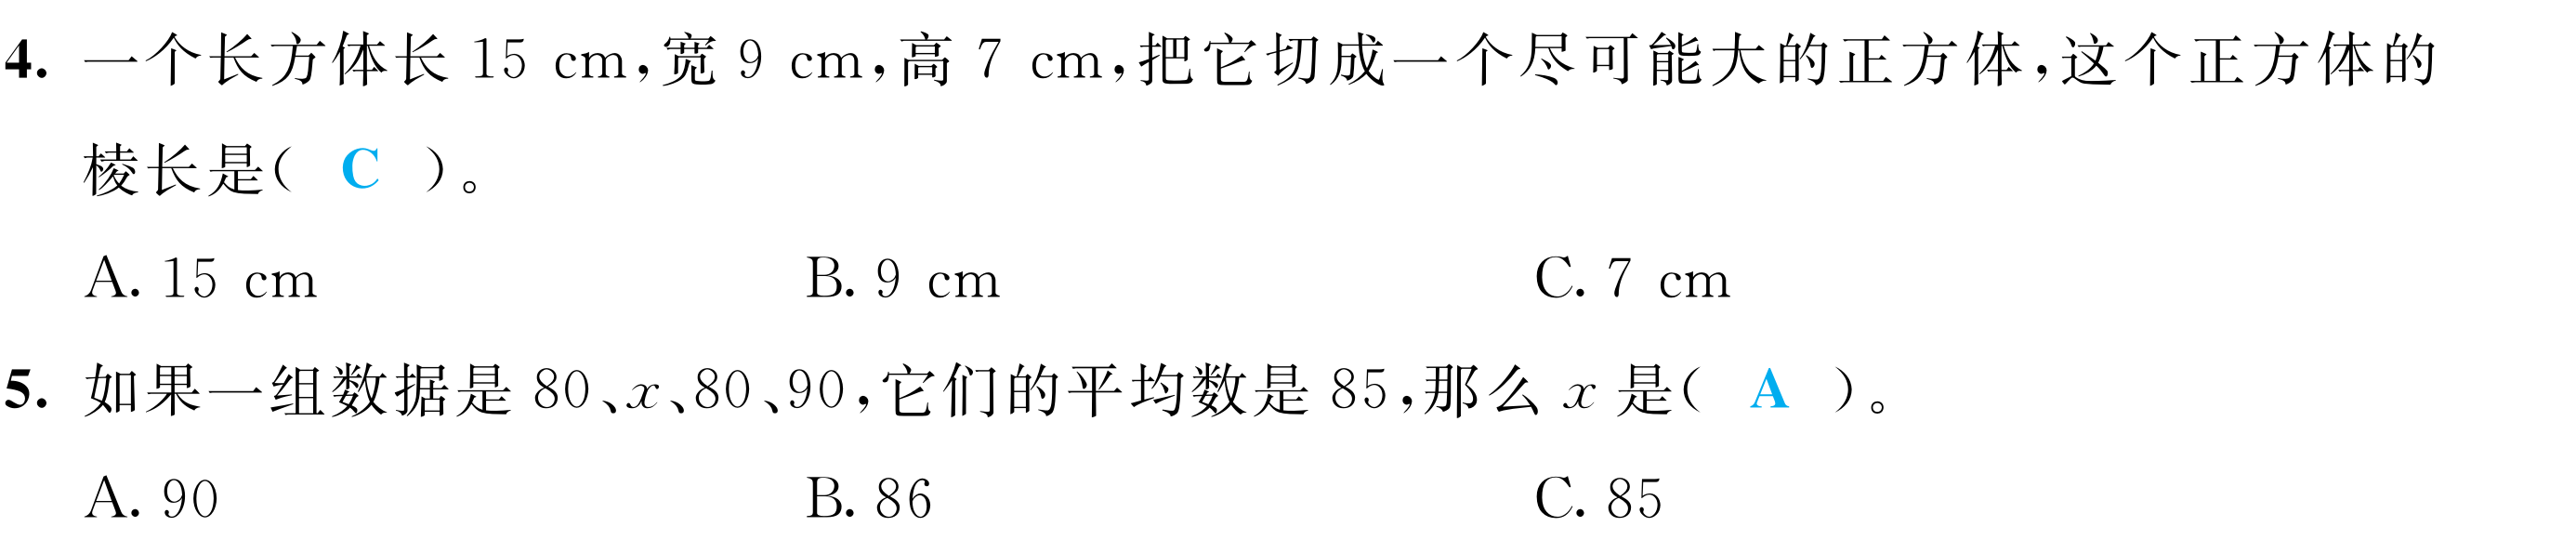 4. 一个长方体长 15 cm,宽 9 cm,高 7 cm,把它切成一个尽可能大的正方体,这个正方体的
棱长是( C )。
A. 15 cm B. 9 cm C. 7 cm
5. 如果一组数据是 80、x、80、90,它们的平均数是 85,那么 x 是( A )。
A. 90 B. 86 C. 85